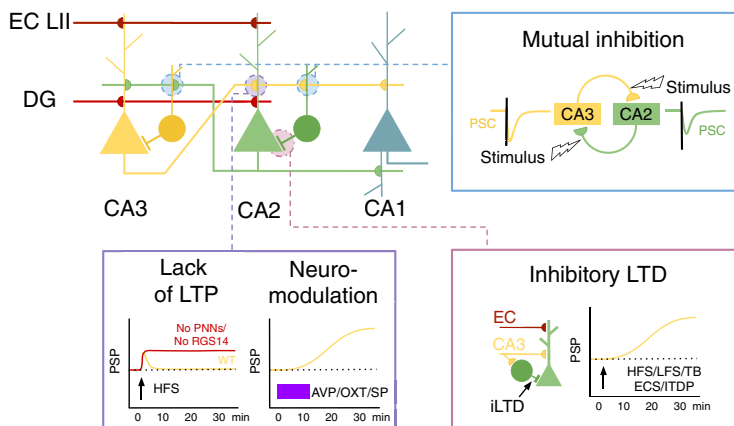 EC LII
DG
CA3
CA2
CA1
Mutual inhibition
Stimulus
PSC
CA3
CA2
PSC
Stimulus
Lack
of LTP
PSP
No PNNs/
No RGS14
WT
HFS
0 10 20 30 min
Neuro-
modulation
PSP
AVP/OXT/SP
0 10 20 30 min
Inhibitory LTD
EC
CA3
iLTD
PSP
HFS/LFS/TB
ECS/ITDP
0 10 20 30 min